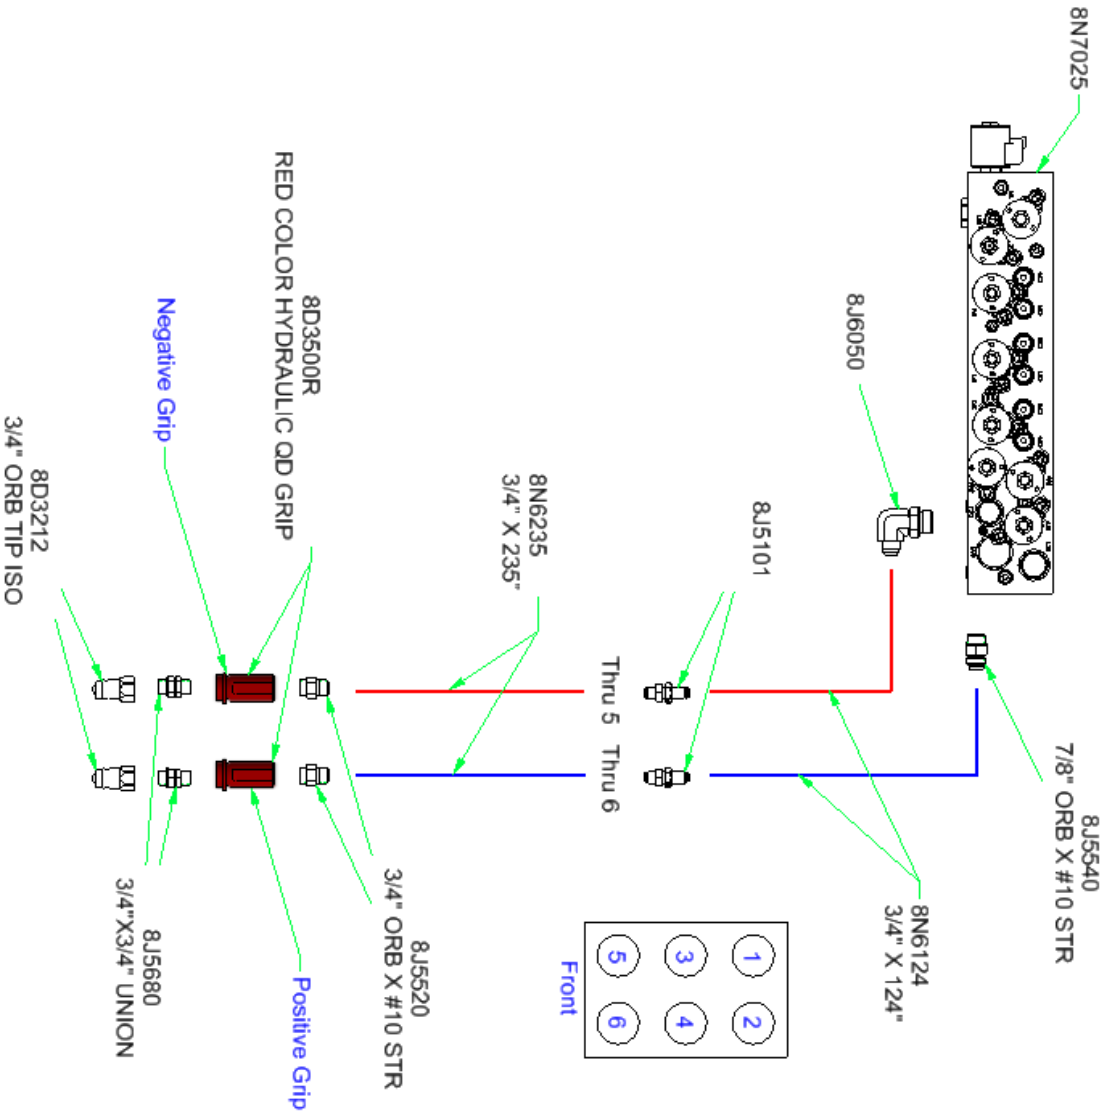 8N7025
8J6050
8J5540
7/8" ORB X #10 STR
8J5101
8N6124
3/4" X 124"
8N6235
3/4" X 235"
Thru 5
Thru 6
8D3500R
RED COLOR HYDRAULIC QD GRIP
Negative Grip
Positive Grip
8J5520
3/4" ORB X #10 STR
8J5680
3/4"X3/4" UNION
8D3212
3/4" ORB TIP ISO
1
2
3
4
5
6
Front